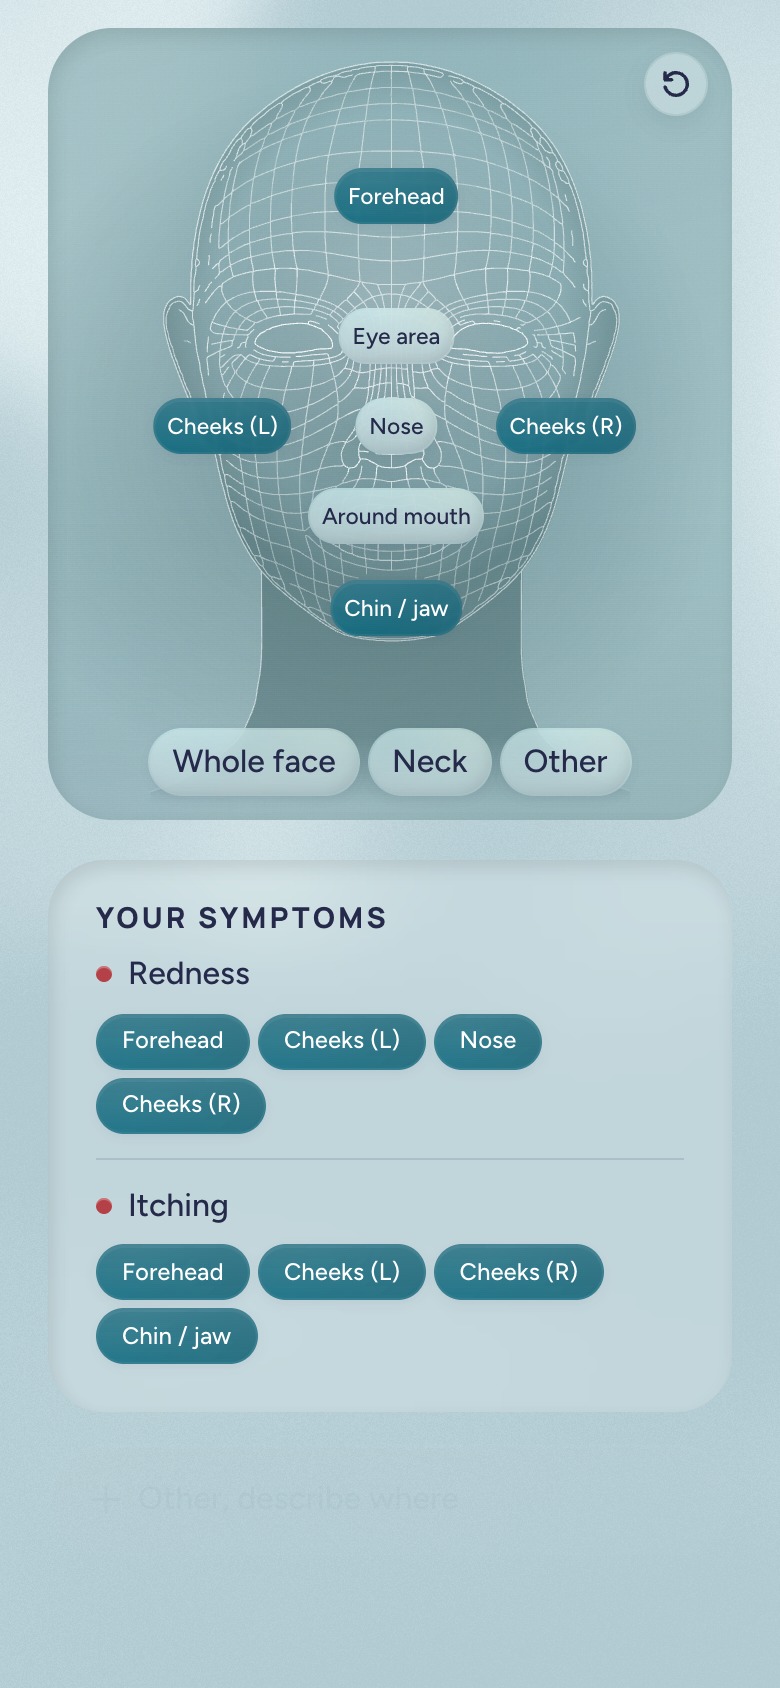 Forehead
Eye area
Cheeks (L) Nose Cheeks (R)
Around mouth
Chin / jaw
Whole face Neck Other
YOUR SYMPTOMS
Redness
Forehead Cheeks (L) Nose
Cheeks (R)
Itching
Forehead Cheeks (L) Cheeks (R)
Chin / jaw
+ Other, describe where